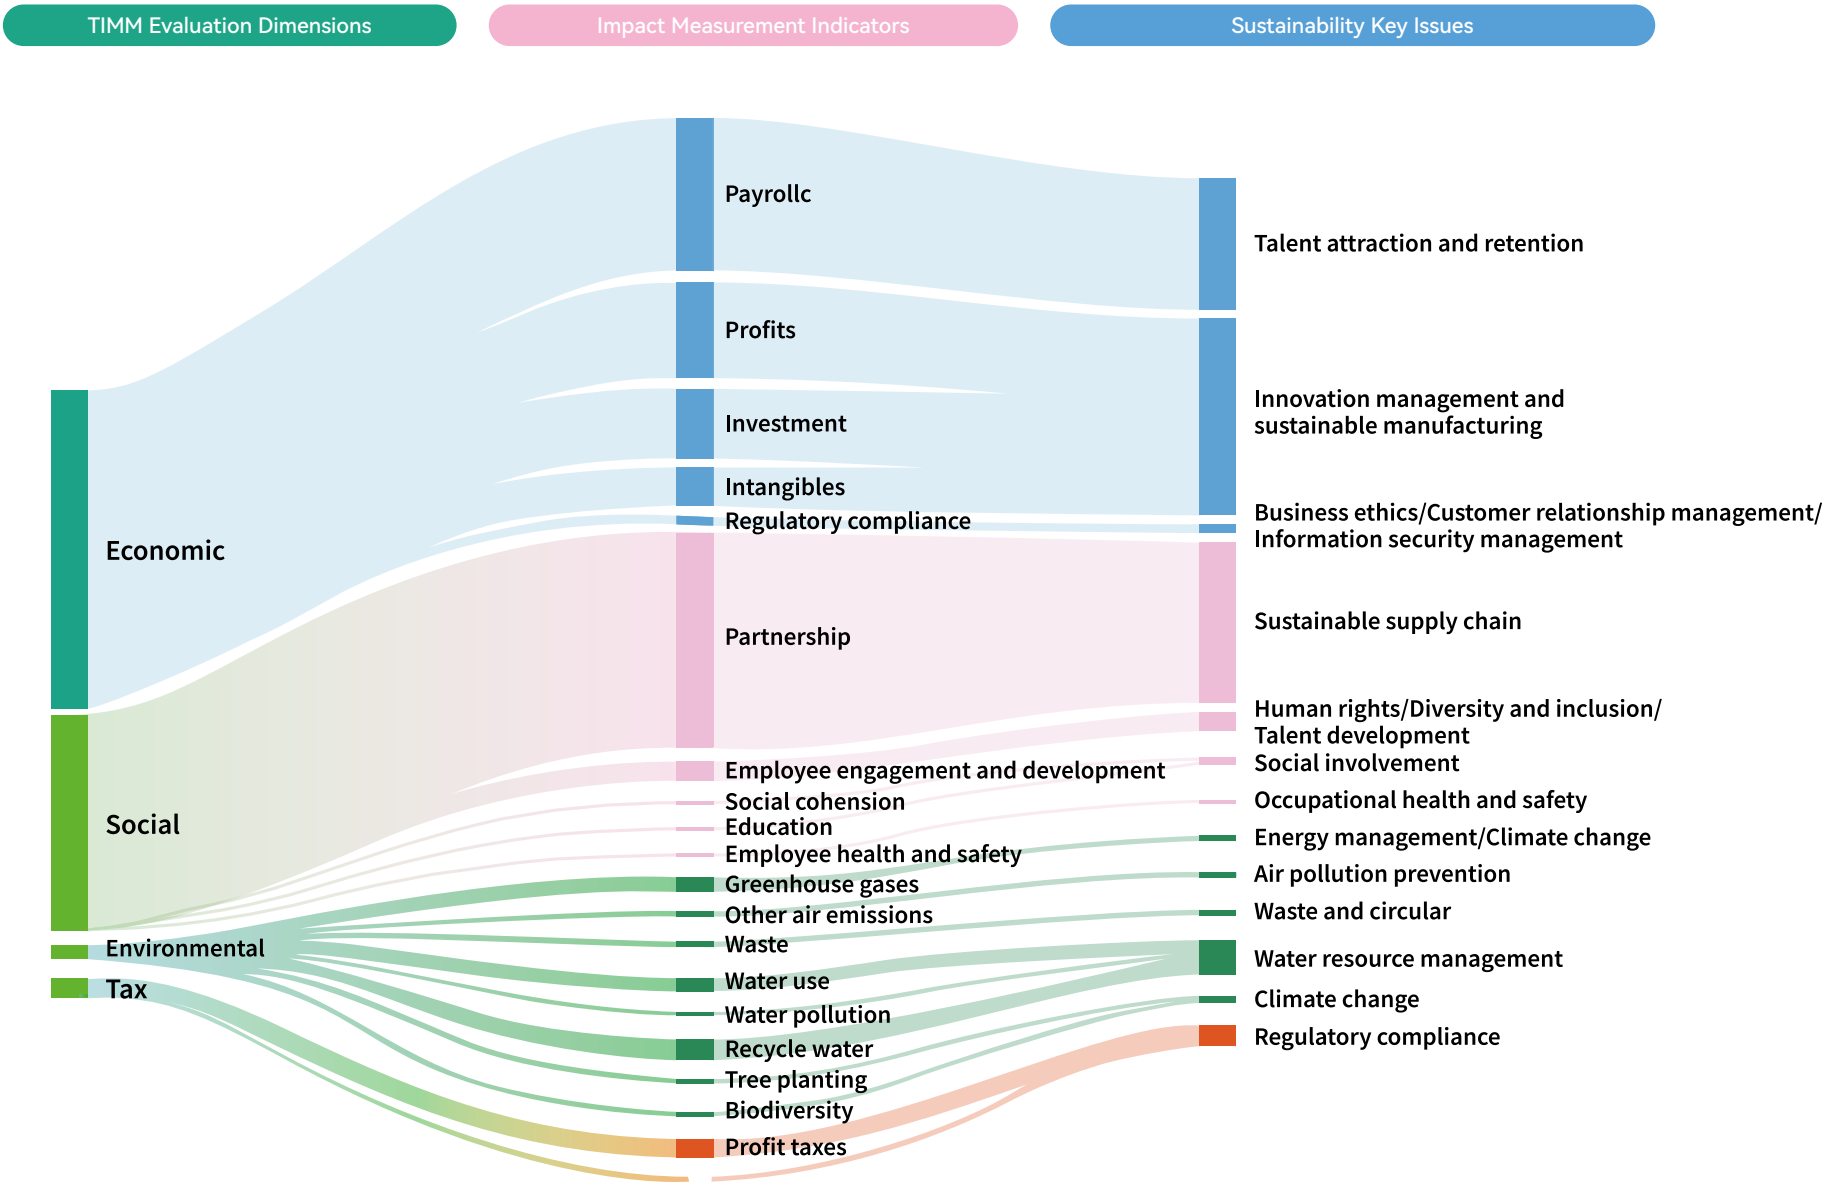 TIMM Evaluation Dimensions
Impact Measurement Indicators
Sustainability Key Issues
Economic
Social
Environmental
Tax
Payrollc
Profits
Investment
Intangibles
Regulatory compliance
Partnership
Employee engagement and development
Social cohension
Education
Employee health and safety
Greenhouse gases
Other air emissions
Waste
Water use
Water pollution
Recycle water
Tree planting
Biodiversity
Profit taxes
Talent attraction and retention
Innovation management and
sustainable manufacturing
Business ethics/Customer relationship management/
Information security management
Sustainable supply chain
Human rights/Diversity and inclusion/
Talent development
Social involvement
Occupational health and safety
Energy management/Climate change
Air pollution prevention
Waste and circular
Water resource management
Climate change
Regulatory compliance